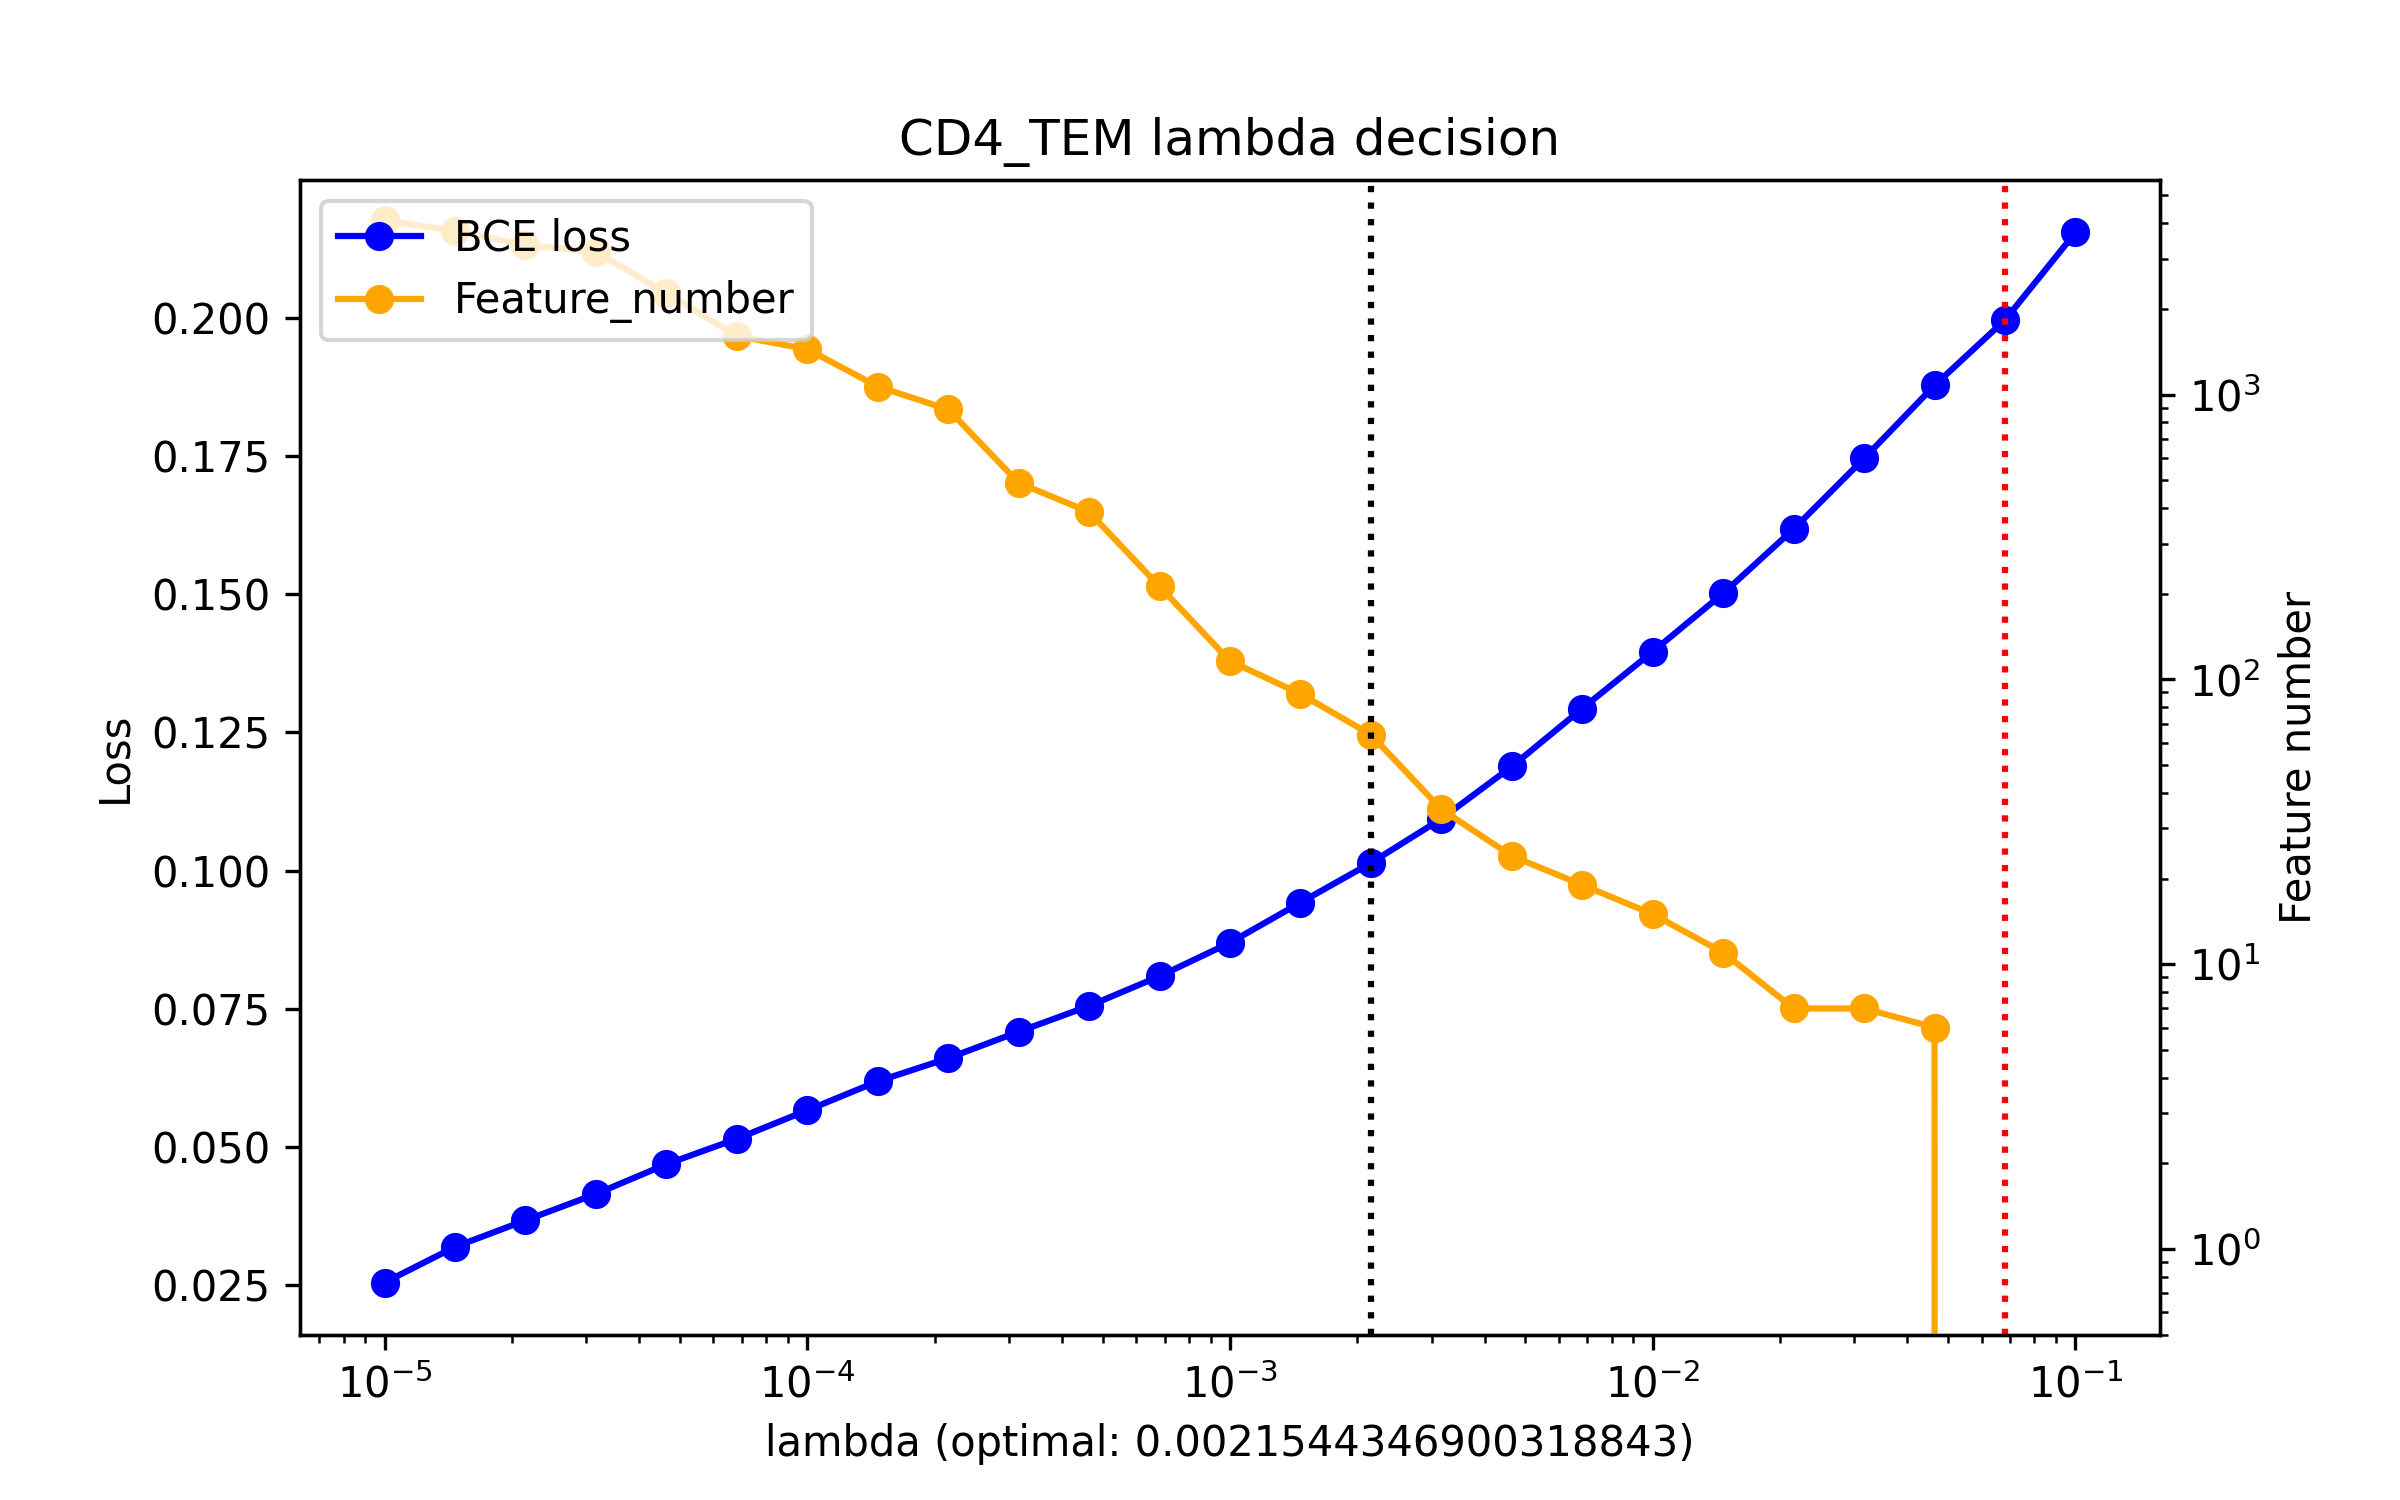 CD4_TEM lambda decision
BCE loss
Feature_number
0.200
0.175
0.150
0.125
0.100
0.075
0.050
0.025
Loss
10³
10²
10¹
10⁰
Feature number
10⁻⁵
10⁻⁴
10⁻³
10⁻²
10⁻¹
lambda (optimal: 0.0021544346900318843)